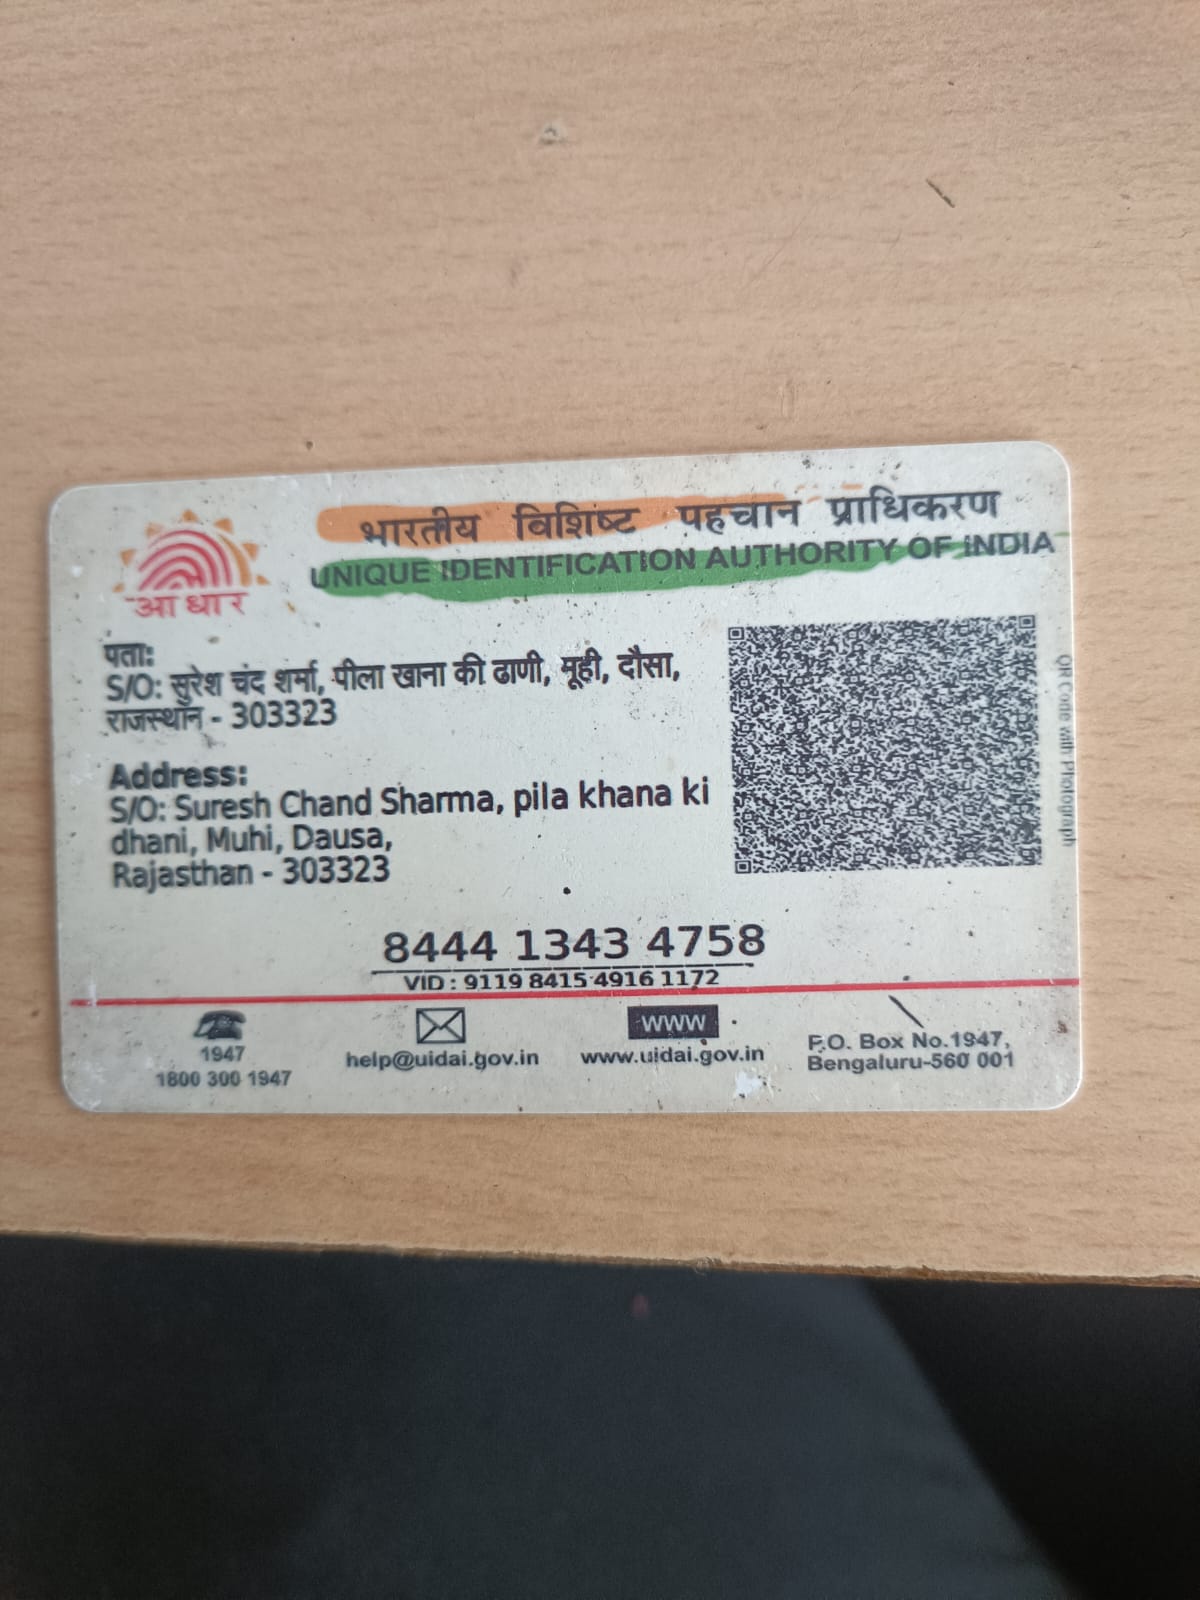 भारतीय विशिष्ट पहचान प्राधिकरण
UNIQUE IDENTIFICATION AUTHORITY OF INDIA
आधार
पता:
S/O: सुरेश चंद शर्मा, पीला खाना की ढाणी, मूही, दौसा,
राजस्थान - 303323
Address:
S/O: Suresh Chand Sharma, pila khana ki
dhani, Muhi, Dausa,
Rajasthan - 303323
QR Code with Photograph
8444 1343 4758
VID : 9119 8415 4916 1172
1947
1800 300 1947
help@uidai.gov.in
www
www.uidai.gov.in
P.O. Box No.1947,
Bengaluru-560 001